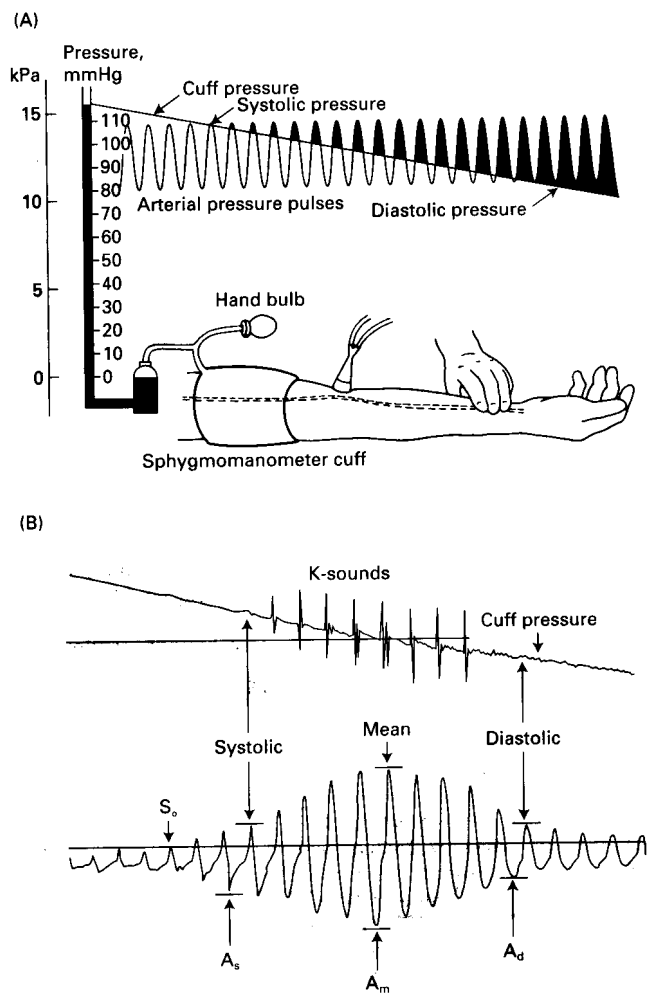 (A)
Pressure,
kPa mmHg
Cuff pressure
Systolic pressure
15
110
100
90
10
80
70
60
5
50
40
30
20
10
0
0
Arterial pressure pulses
Diastolic pressure
Hand bulb
Sphygmomanometer cuff
(B)
K-sounds
Cuff pressure
Systolic
Mean
Diastolic
So
As
Am
Ad